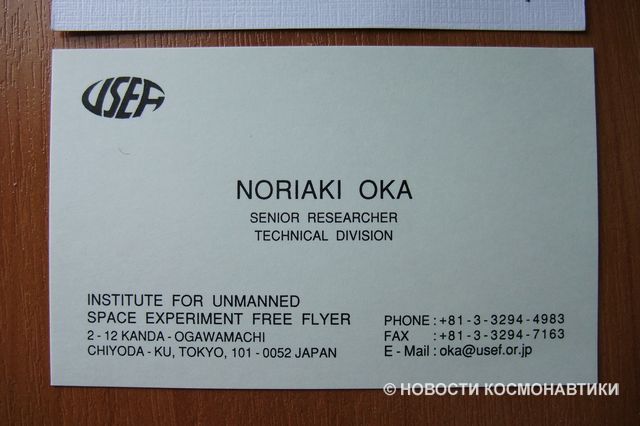 USEF
NORIAKI OKA
SENIOR RESEARCHER
TECHNICAL DIVISION
INSTITUTE FOR UNMANNED
SPACE EXPERIMENT FREE FLYER
2 - 12 KANDA - OGAWAMACHI
CHIYODA - KU, TOKYO, 101 - 0052 JAPAN
PHONE : +81 - 3 - 3294 - 4983
FAX : +81 - 3 - 3294 - 7163
E - Mail : oka@usef.or.jp
© НОВОСТИ КОСМОНАВТИКИ